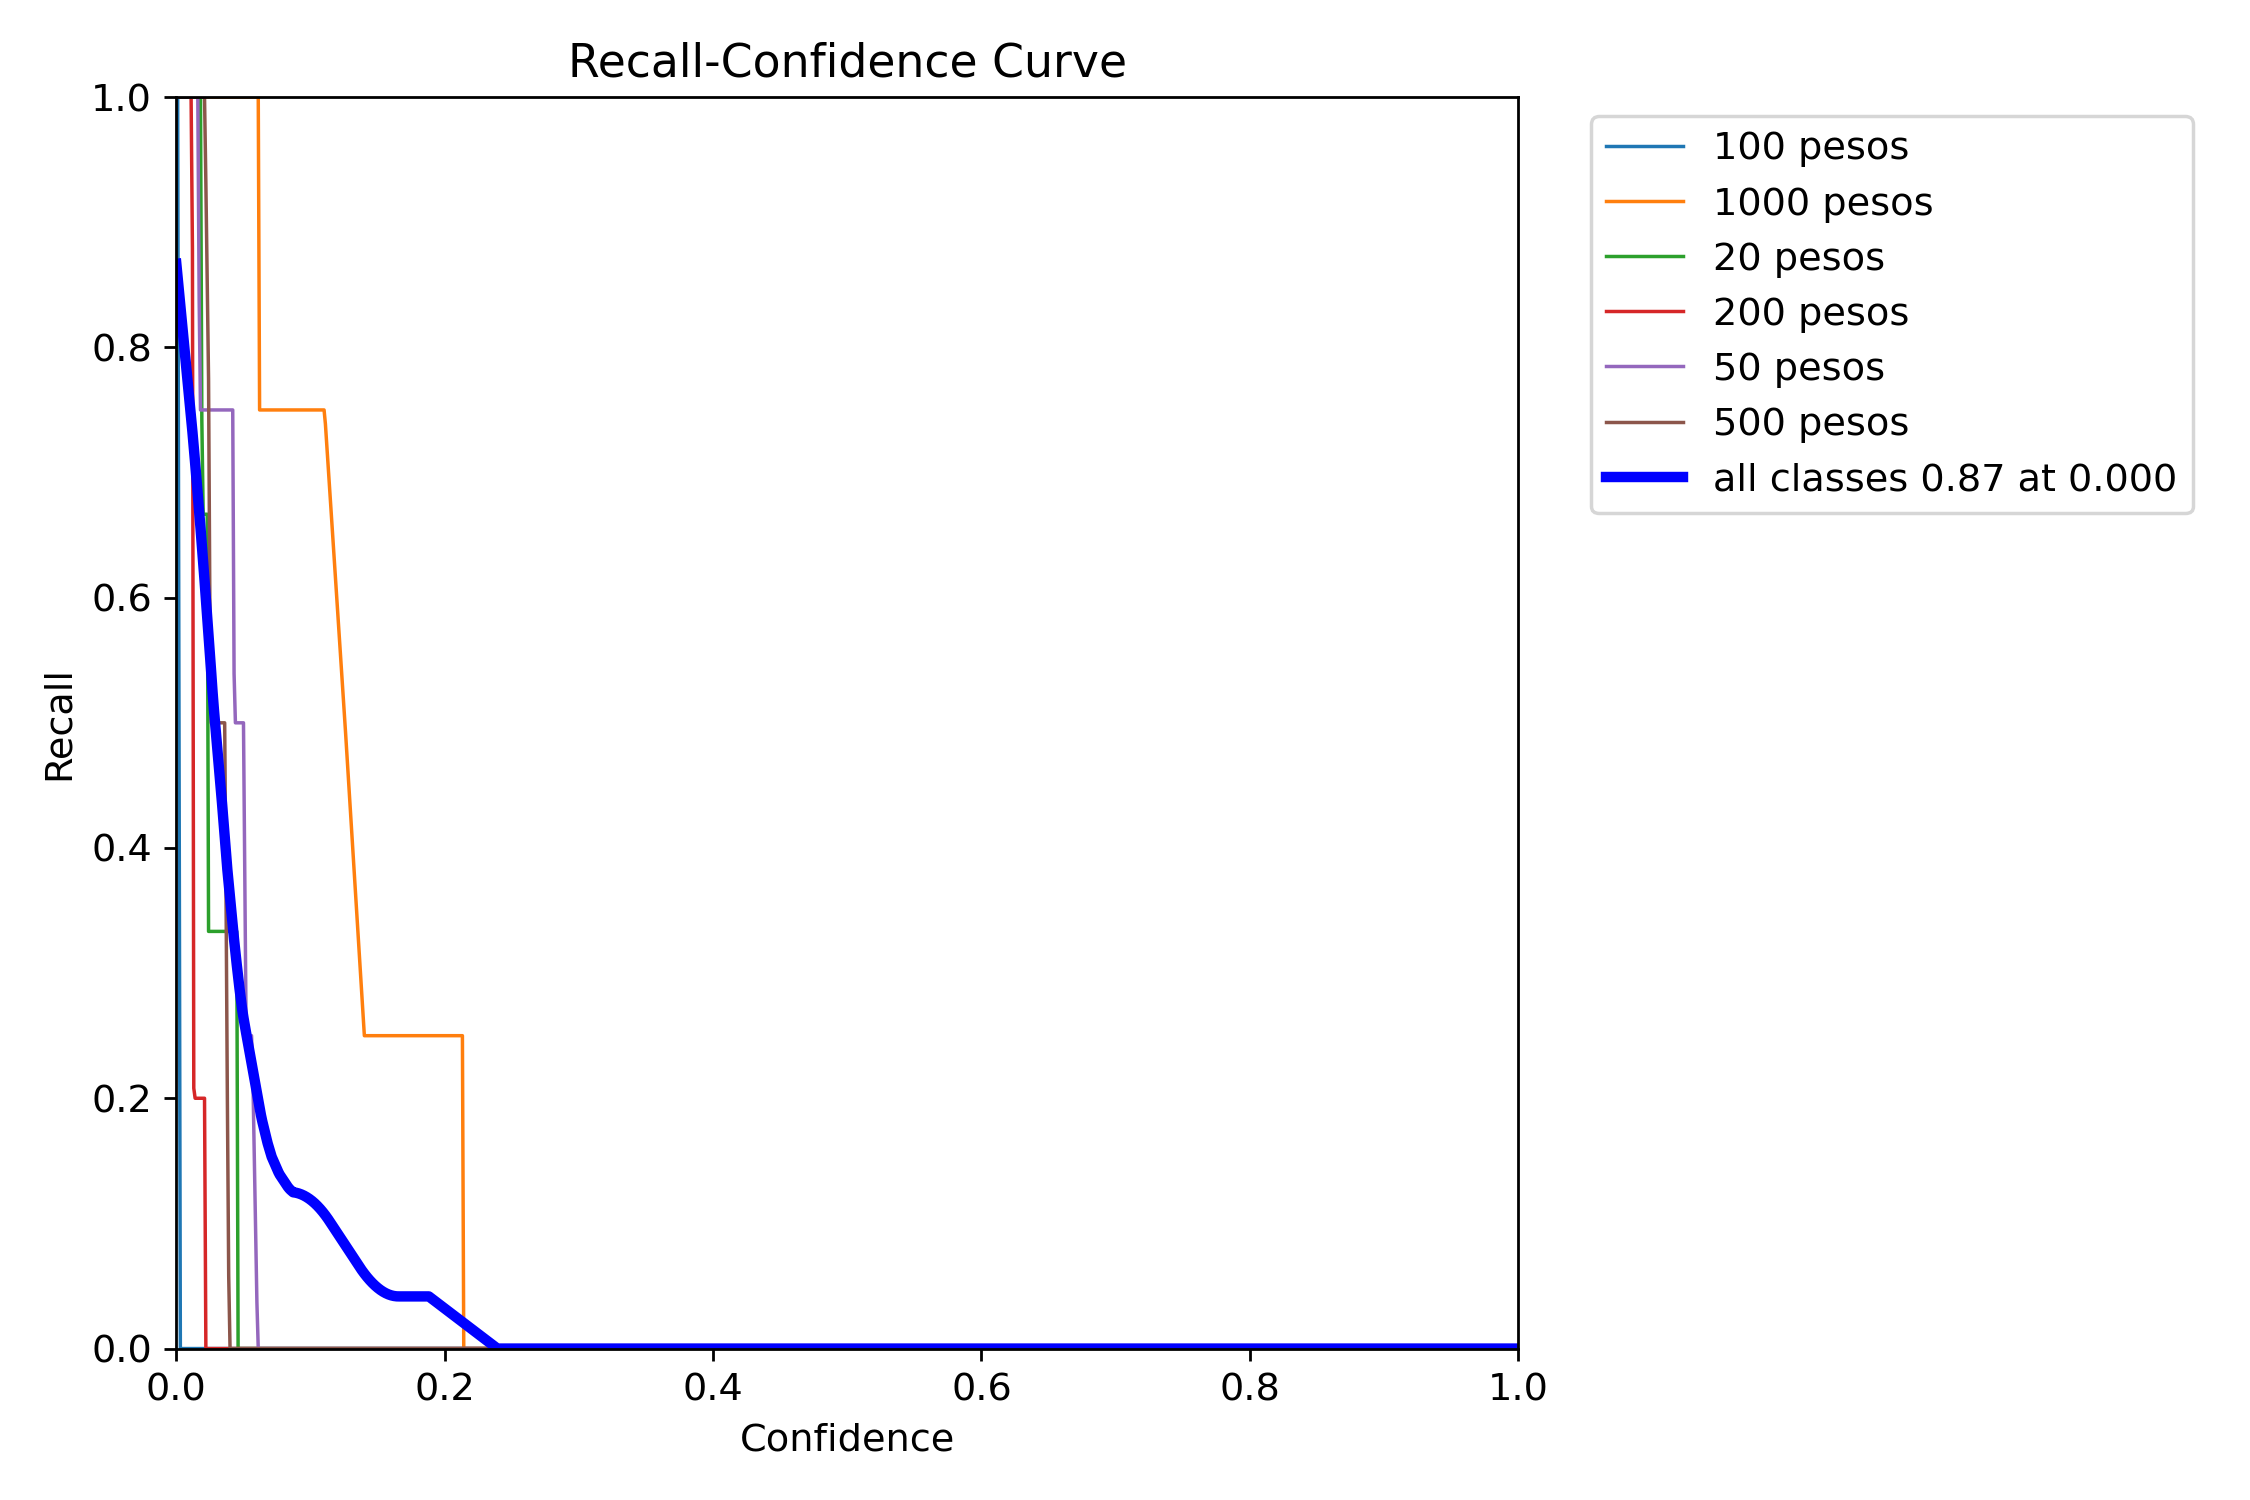 Recall-Confidence Curve
1.0
0.8
0.6
0.4
0.2
0.0
Recall
0.0 0.2 0.4 0.6 0.8 1.0
Confidence
100 pesos
1000 pesos
20 pesos
200 pesos
50 pesos
500 pesos
all classes 0.87 at 0.000